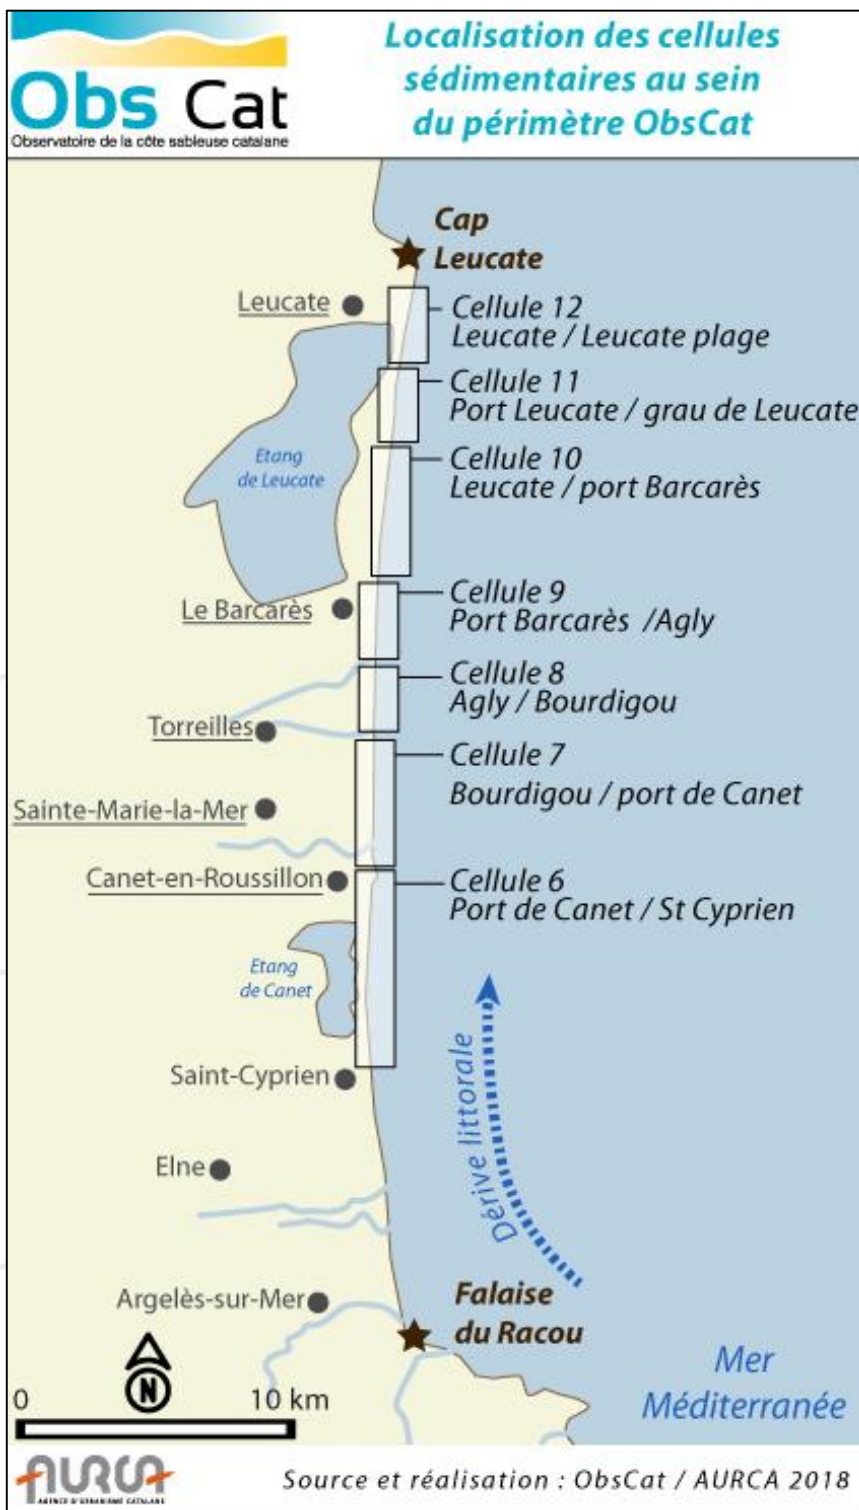 Obs Cat
Observatoire de la côte sableuse catalane
Localisation des cellules
sédimentaires au sein
du périmètre ObsCat
Cap
Leucate
Leucate
Cellule 12
Leucate / Leucate plage
Cellule 11
Port Leucate / grau de Leucate
Etang
de Leucate
Cellule 10
Leucate / port Barcarès
Le Barcarès
Cellule 9
Port Barcarès /Agly
Cellule 8
Agly / Bourdigou
Torreilles
Cellule 7
Bourdigou / port de Canet
Sainte-Marie-la-Mer
Canet-en-Roussillon
Cellule 6
Port de Canet / St Cyprien
Etang
de Canet
Saint-Cyprien
Elne
Dérive littorale
Argelès-sur-Mer
Falaise
du Racou
N
0 10 km
Mer
Méditerranée
AURCA
AGENCE D'URBANISME CATALANE
Source et réalisation : ObsCat / AURCA 2018